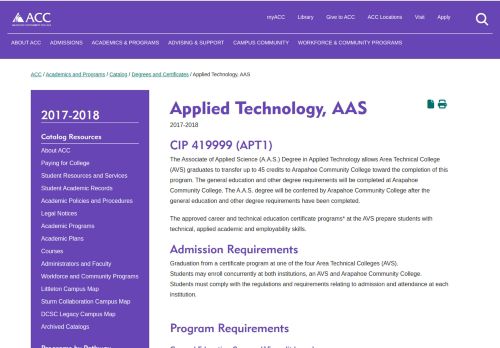 myACC Library Give to ACC ACC Locations Visit Apply
ACC
ABOUT ACC ADMISSIONS ACADEMICS & PROGRAMS ADVISING & SUPPORT CAMPUS COMMUNITY WORKFORCE & COMMUNITY PROGRAMS
ACC / Academics and Programs / Catalog / Degrees and Certificates / Applied Technology, AAS
2017-2018
Catalog Resources
About ACC
Paying for College
Student Resources and Services
Student Academic Records
Academic Policies and Procedures
Legal Notices
Academic Programs
Academic Plans
Courses
Administrators and Faculty
Workforce and Community Programs
Littleton Campus Map
Sturm Collaboration Campus Map
DCSC Legacy Campus Map
Archived Catalogs
Programs by Pathway
Applied Technology, AAS
2017-2018
CIP 419999 (APT1)
The Associate of Applied Science (A.A.S.) Degree in Applied Technology allows Area Technical College
(AVS) graduates to transfer up to 45 credits to Arapahoe Community College toward the completion of
this program. The general education and other degree requirements will be completed at Arapahoe
Community College. The A.A.S. degree will be conferred by Arapahoe Community College after the
general education and other degree requirements have been completed.
The approved career and technical education certificate programs* at the AVS prepare students with
technical, applied academic and employability skills.
Admission Requirements
Graduation from a certificate program at one of the four Area Technical Colleges (AVS).
Students may enroll concurrently at both institutions, an AVS and Arapahoe Community College.
Students must comply with the regulations and requirements relating to admission and attendance at each
institution.
Program Requirements